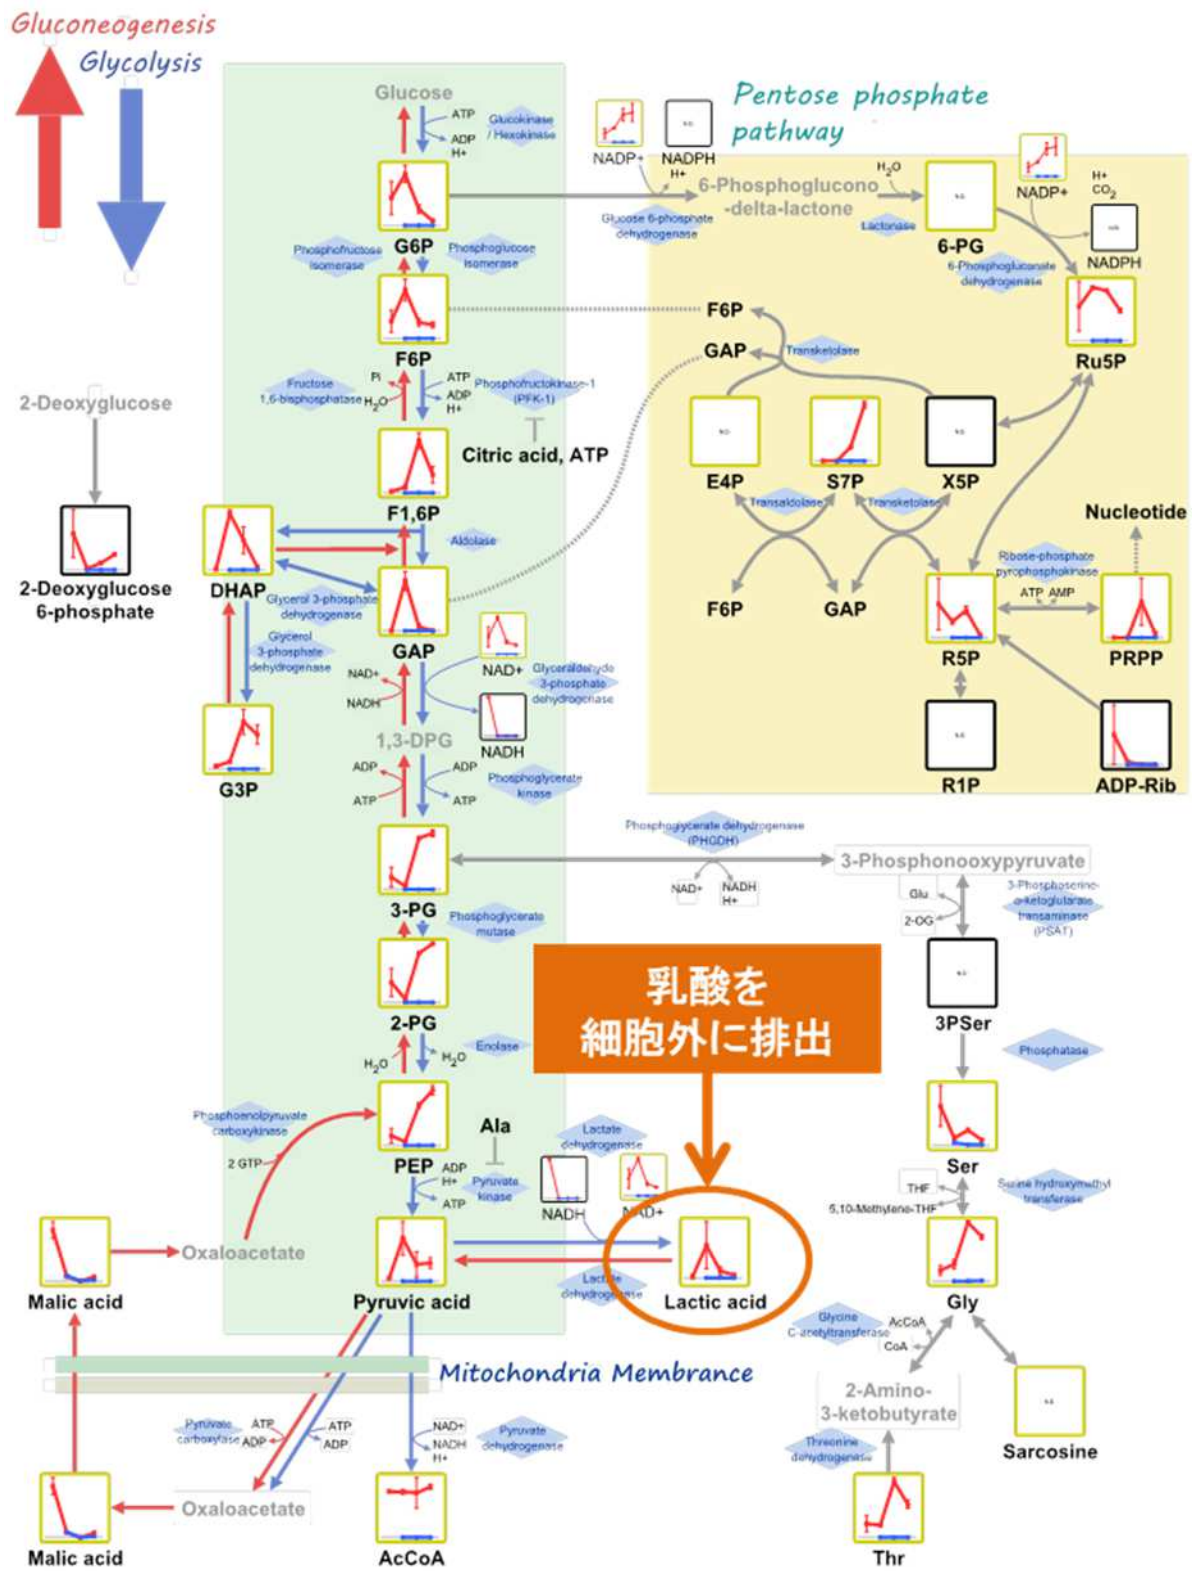 Gluconeogenesis
Glycolysis
Glucose
ATP
ADP
H+
Glucokinase
/ Hexokinase
G6P
Phosphofructose
isomerase
Phosphoglucose
isomerase
F6P
Pi
H2O
Fructose
1,6-bisphosphatase
ATP
ADP
H+
Phosphofructokinase-1
(PFK-1)
Citric acid, ATP
F1,6P
Aldolase
DHAP
Glycerol 3-phosphate
dehydrogenase
Glycerol
3-phosphate
dehydrogenase
G3P
GAP
NAD+
NADH
NAD+
NADH
Glyceraldehyde
3-phosphate
dehydrogenase
1,3-DPG
ADP
ATP
ADP
ATP
Phosphoglycerate
kinase
3-PG
Phosphoglycerate
mutase
2-PG
H2O
H2O
Enolase
Phosphoenolpyruvate
carboxykinase
2 GTP
PEP
ADP
H+
ATP
Ala
Pyruvate
kinase
Pyruvic acid
Lactate
dehydrogenase
NADH
NAD+
Lactate
dehydrogenase
Lactic acid
乳酸を
細胞外に排出
2-Deoxyglucose
2-Deoxyglucose
6-phosphate
Malic acid
Oxaloacetate
Mitochondria Membrance
Pyruvate
carboxylase
ATP
ADP
ATP
ADP
NAD+
NADH
H+
Pyruvate
dehydrogenase
Malic acid
Oxaloacetate
AcCoA
Pentose phosphate
pathway
NADP+
NADPH
H+
Glucose 6-phosphate
dehydrogenase
6-Phosphoglucono
-delta-lactone
H2O
Lactonase
6-PG
NADP+
H+
CO2
NADPH
6-Phosphogluconate
dehydrogenase
Ru5P
F6P
GAP
Transketolase
E4P
S7P
X5P
Transaldolase
Transketolase
F6P
GAP
Nucleotide
Ribose-phosphate
pyrophosphokinase
ATP
AMP
R5P
PRPP
R1P
ADP-Rib
Phosphoglycerate dehydrogenase
(PHGDH)
NAD+
NADH
H+
3-Phosphonooxypyruvate
Glu
2-OG
3-Phosphoserine-
α-ketoglutarate
transaminase
(PSAT)
3PSer
Phosphatase
Ser
THF
5,10-Methylene-THF
Serine hydroxymethyl
transferase
Gly
Glycine
C-acetyltransferase
AcCoA
CoA
2-Amino-
3-ketobutyrate
Sarcosine
Threonine
dehydrogenase
Thr